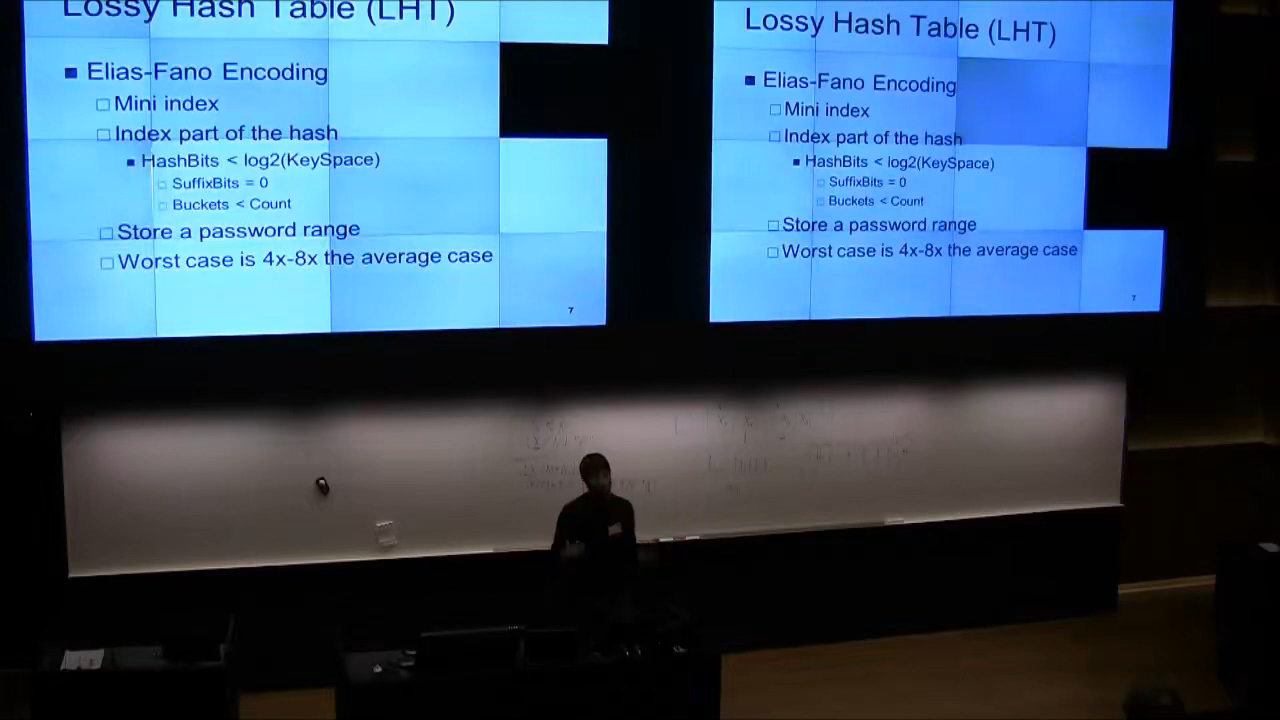 Lossy Hash Table (LHT)
Elias-Fano Encoding
Mini index
Index part of the hash
HashBits < log2(KeySpace)
SuffixBits = 0
Buckets < Count
Store a password range
Worst case is 4x-8x the average case
7
Lossy Hash Table (LHT)
Elias-Fano Encoding
Mini index
Index part of the hash
HashBits < log2(KeySpace)
SuffixBits = 0
Buckets < Count
Store a password range
Worst case is 4x-8x the average case
7